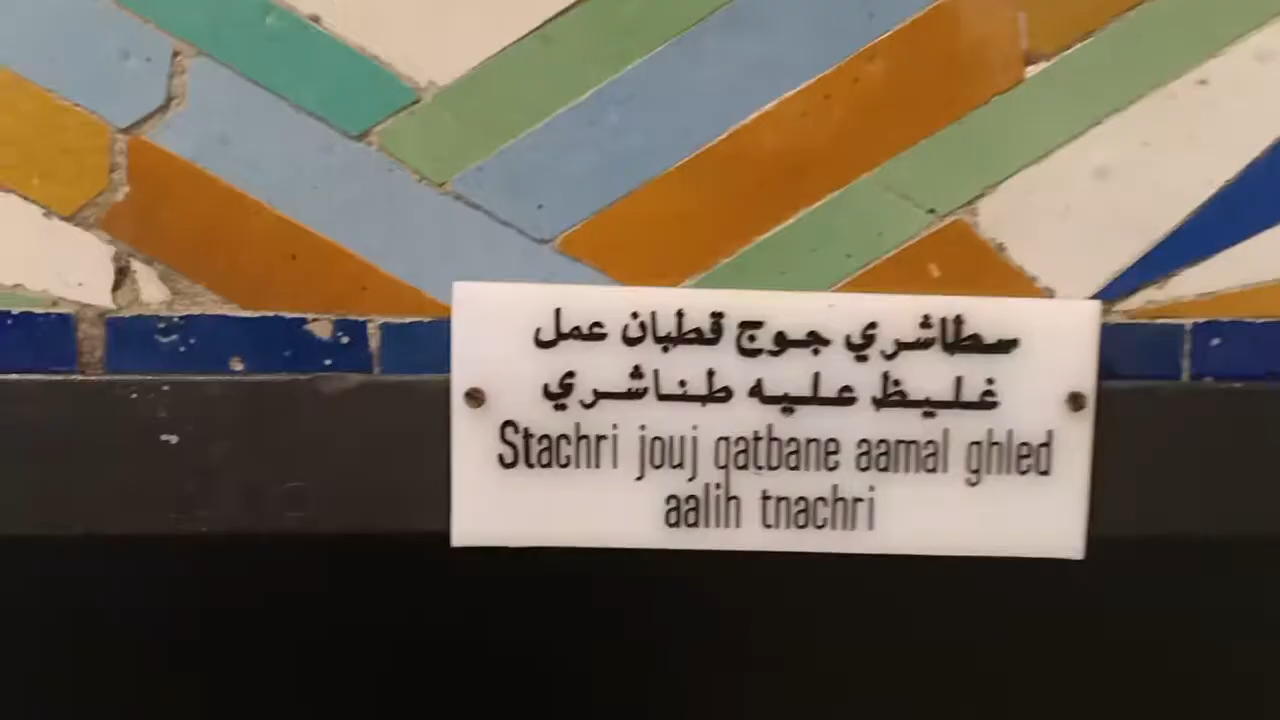 سطاشري جوج قطبان عمل
غليظ عليه طناشري
Stachri jouj qatbane aamal ghled
aalih tnachri